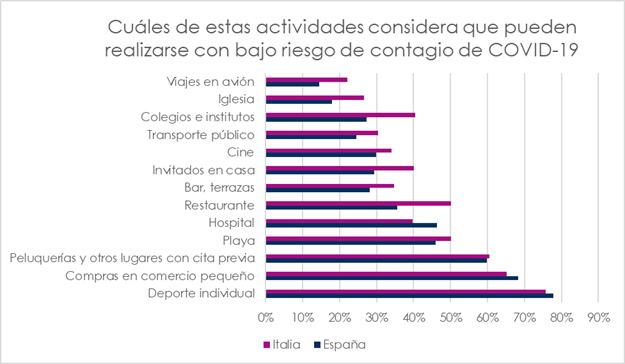 Cuáles de estas actividades considera que pueden
realizarse con bajo riesgo de contagio de COVID-19
Viajes en avión
Iglesia
Colegios e institutos
Transporte público
Cine
Invitados en casa
Bar, terrazas
Restaurante
Hospital
Playa
Peluquerías y otros lugares con cita previa
Compras en comercio pequeño
Deporte individual
0% 10% 20% 30% 40% 50% 60% 70% 80% 90%
Italia España